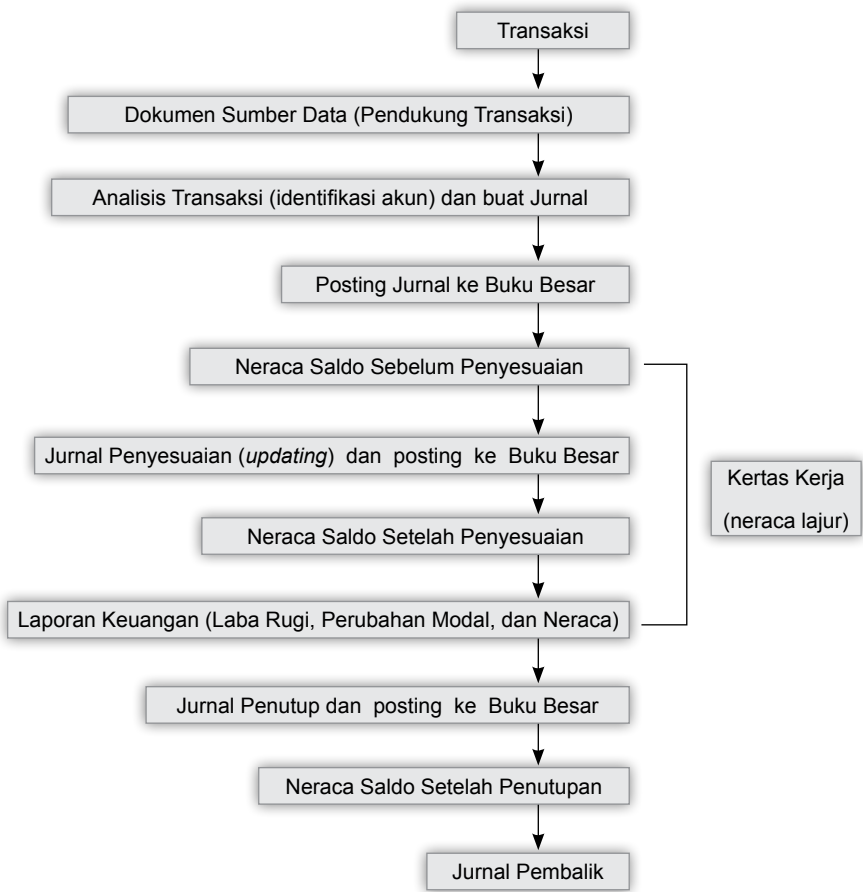 Transaksi
Dokumen Sumber Data (Pendukung Transaksi)
Analisis Transaksi (identifikasi akun) dan buat Jurnal
Posting Jurnal ke Buku Besar
Neraca Saldo Sebelum Penyesuaian
Jurnal Penyesuaian (updating) dan posting ke Buku Besar
Kertas Kerja
(neraca lajur)
Neraca Saldo Setelah Penyesuaian
Laporan Keuangan (Laba Rugi, Perubahan Modal, dan Neraca)
Jurnal Penutup dan posting ke Buku Besar
Neraca Saldo Setelah Penutupan
Jurnal Pembalik